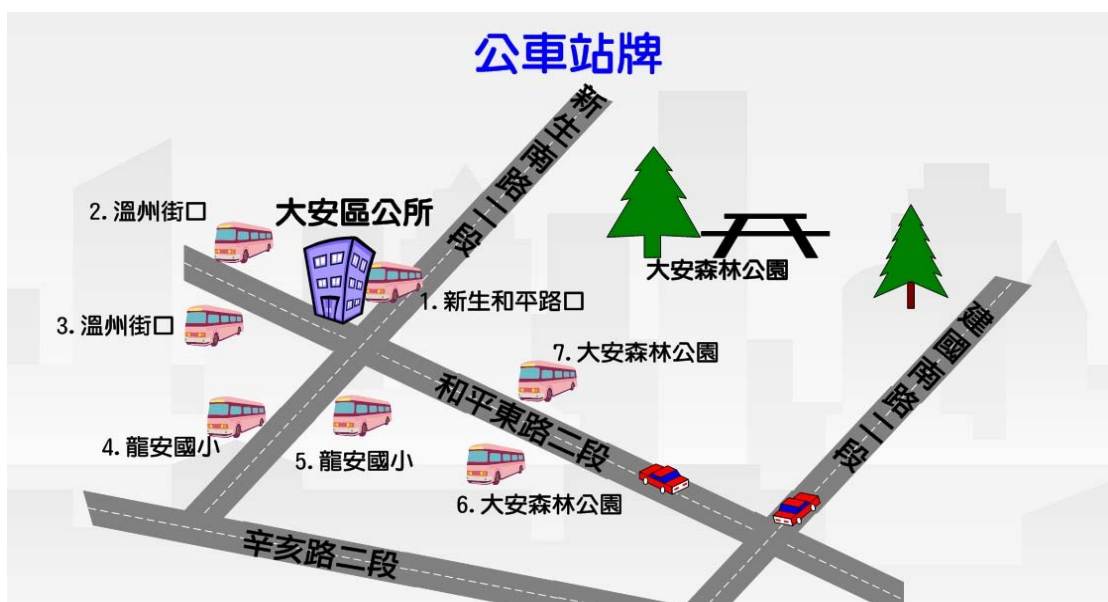 公車站牌
新生南路二段
2.溫州街口
大安區公所
大安森林公園
1.新生和平路口
3.溫州街口
建國南路二段
7.大安森林公園
和平東路二段
4.龍安國小
5.龍安國小
6.大安森林公園
辛亥路二段